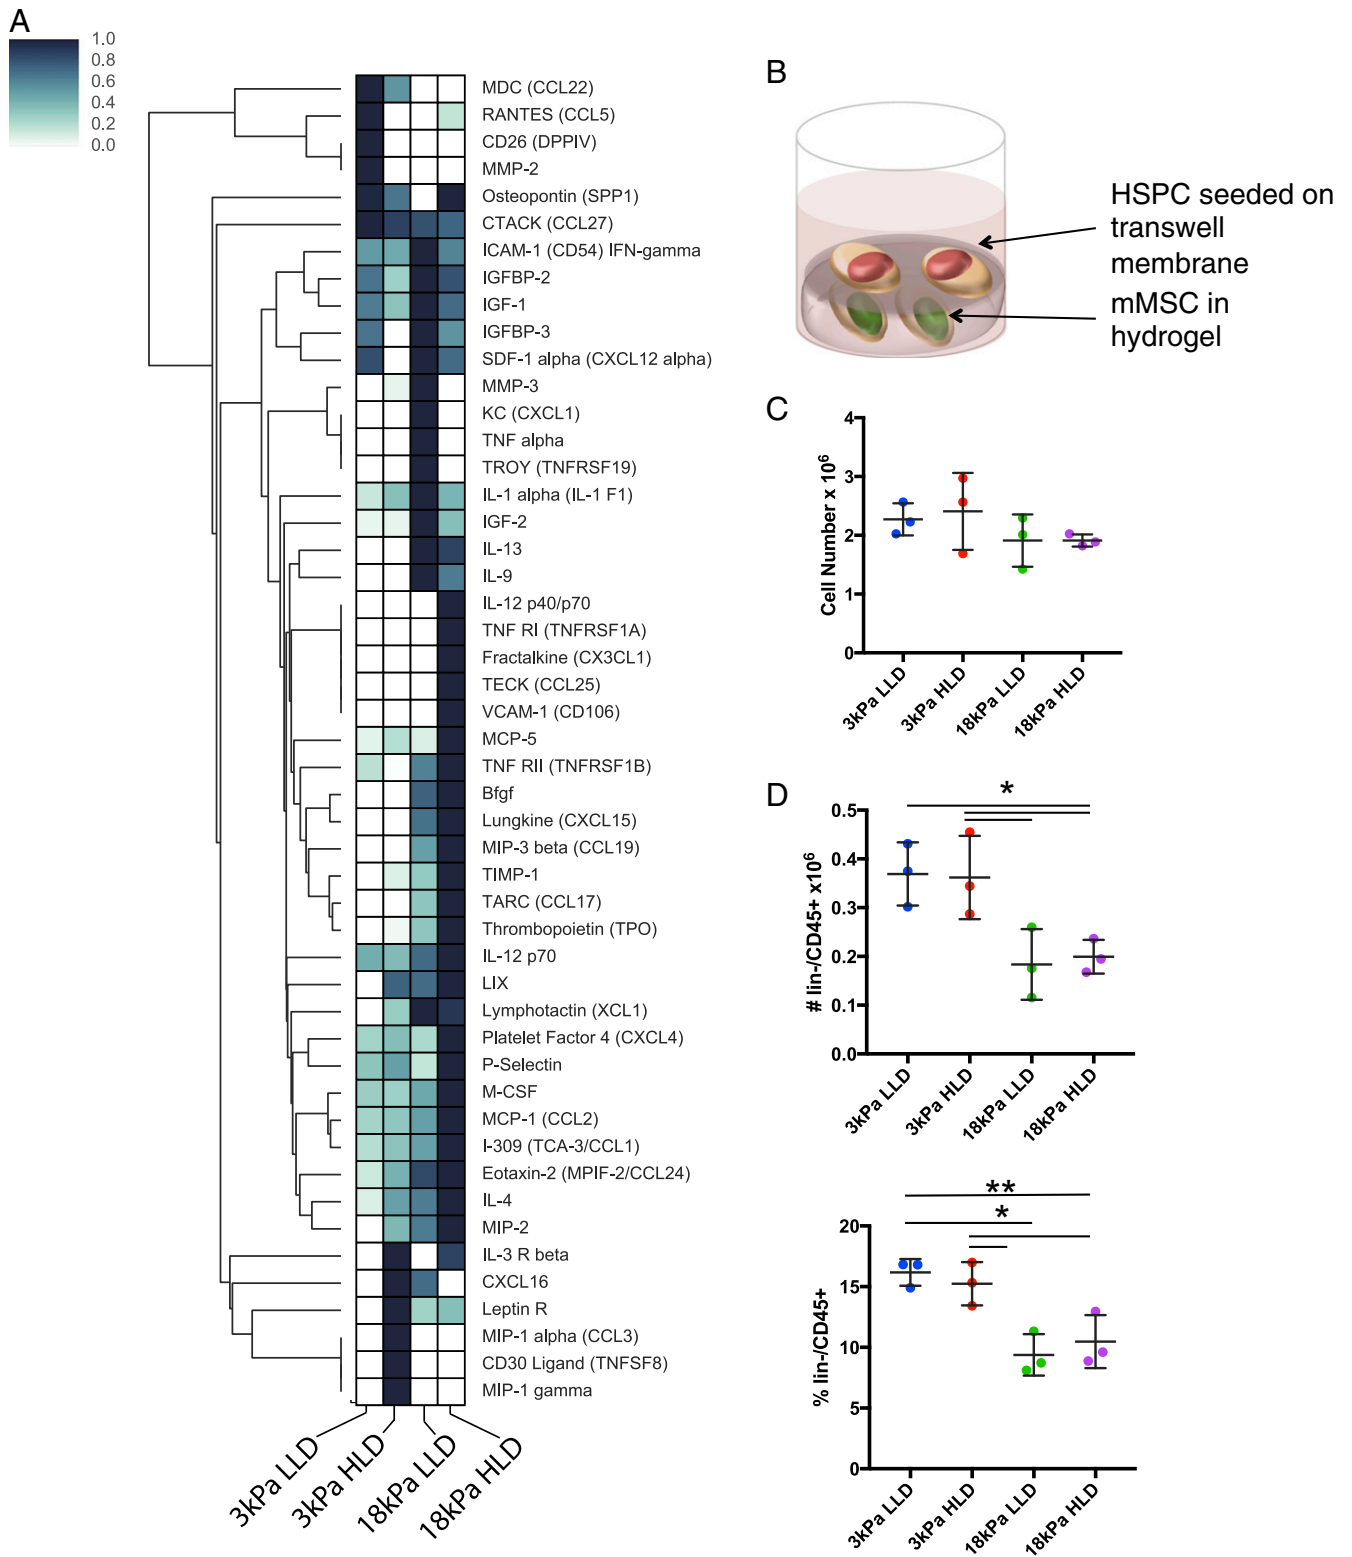 A
1.0
0.8
0.6
0.4
0.2
0.0
MDC (CCL22)
RANTES (CCL5)
CD26 (DPPIV)
MMP-2
Osteopontin (SPP1)
CTACK (CCL27)
ICAM-1 (CD54) IFN-gamma
IGFBP-2
IGF-1
IGFBP-3
SDF-1 alpha (CXCL12 alpha)
MMP-3
KC (CXCL1)
TNF alpha
TROY (TNFRSF19)
IL-1 alpha (IL-1 F1)
IGF-2
IL-13
IL-9
IL-12 p40/p70
TNF RI (TNFRSF1A)
Fractalkine (CX3CL1)
TECK (CCL25)
VCAM-1 (CD106)
MCP-5
TNF RII (TNFRSF1B)
Bfgf
Lungkine (CXCL15)
MIP-3 beta (CCL19)
TIMP-1
TARC (CCL17)
Thrombopoietin (TPO)
IL-12 p70
LIX
Lymphotactin (XCL1)
Platelet Factor 4 (CXCL4)
P-Selectin
M-CSF
MCP-1 (CCL2)
I-309 (TCA-3/CCL1)
Eotaxin-2 (MPIF-2/CCL24)
IL-4
MIP-2
IL-3 R beta
CXCL16
Leptin R
MIP-1 alpha (CCL3)
CD30 Ligand (TNFSF8)
MIP-1 gamma
3kPa LLD
3kPa HLD
18kPa LLD
18kPa HLD
B
HSPC seeded on
transwell
membrane
mMSC in
hydrogel
C
Cell Number x 10⁶
4
3
2
1
0
3kPa LLD
3kPa HLD
18kPa LLD
18kPa HLD
D
*
# lin-/CD45+ x10⁶
0.5
0.4
0.3
0.2
0.1
0.0
3kPa LLD
3kPa HLD
18kPa LLD
18kPa HLD
**
*
% lin-/CD45+
20
15
10
5
0
3kPa LLD
3kPa HLD
18kPa LLD
18kPa HLD